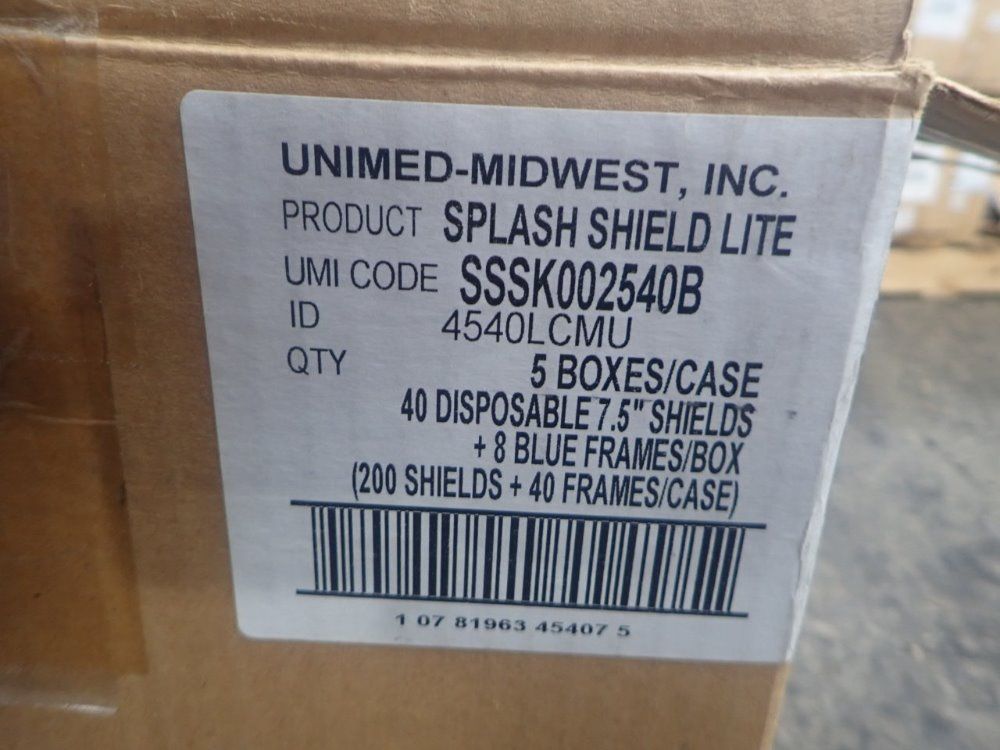 UNIMED-MIDWEST, INC.
PRODUCT SPLASH SHIELD LITE
UMI CODE SSSK002540B
ID 4540LCMU
QTY 5 BOXES/CASE
40 DISPOSABLE 7.5" SHIELDS
+ 8 BLUE FRAMES/BOX
(200 SHIELDS + 40 FRAMES/CASE)
1 07 81963 45407 5